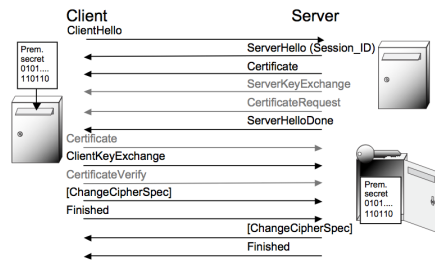 Client
Server
ClientHello
ServerHello (Session_ID)
Certificate
ServerKeyExchange
CertificateRequest
ServerHelloDone
Certificate
ClientKeyExchange
CertificateVerify
[ChangeCipherSpec]
Finished
[ChangeCipherSpec]
Finished
Prem.
secret
0101....
110110
Prem.
secret
0101....
110110